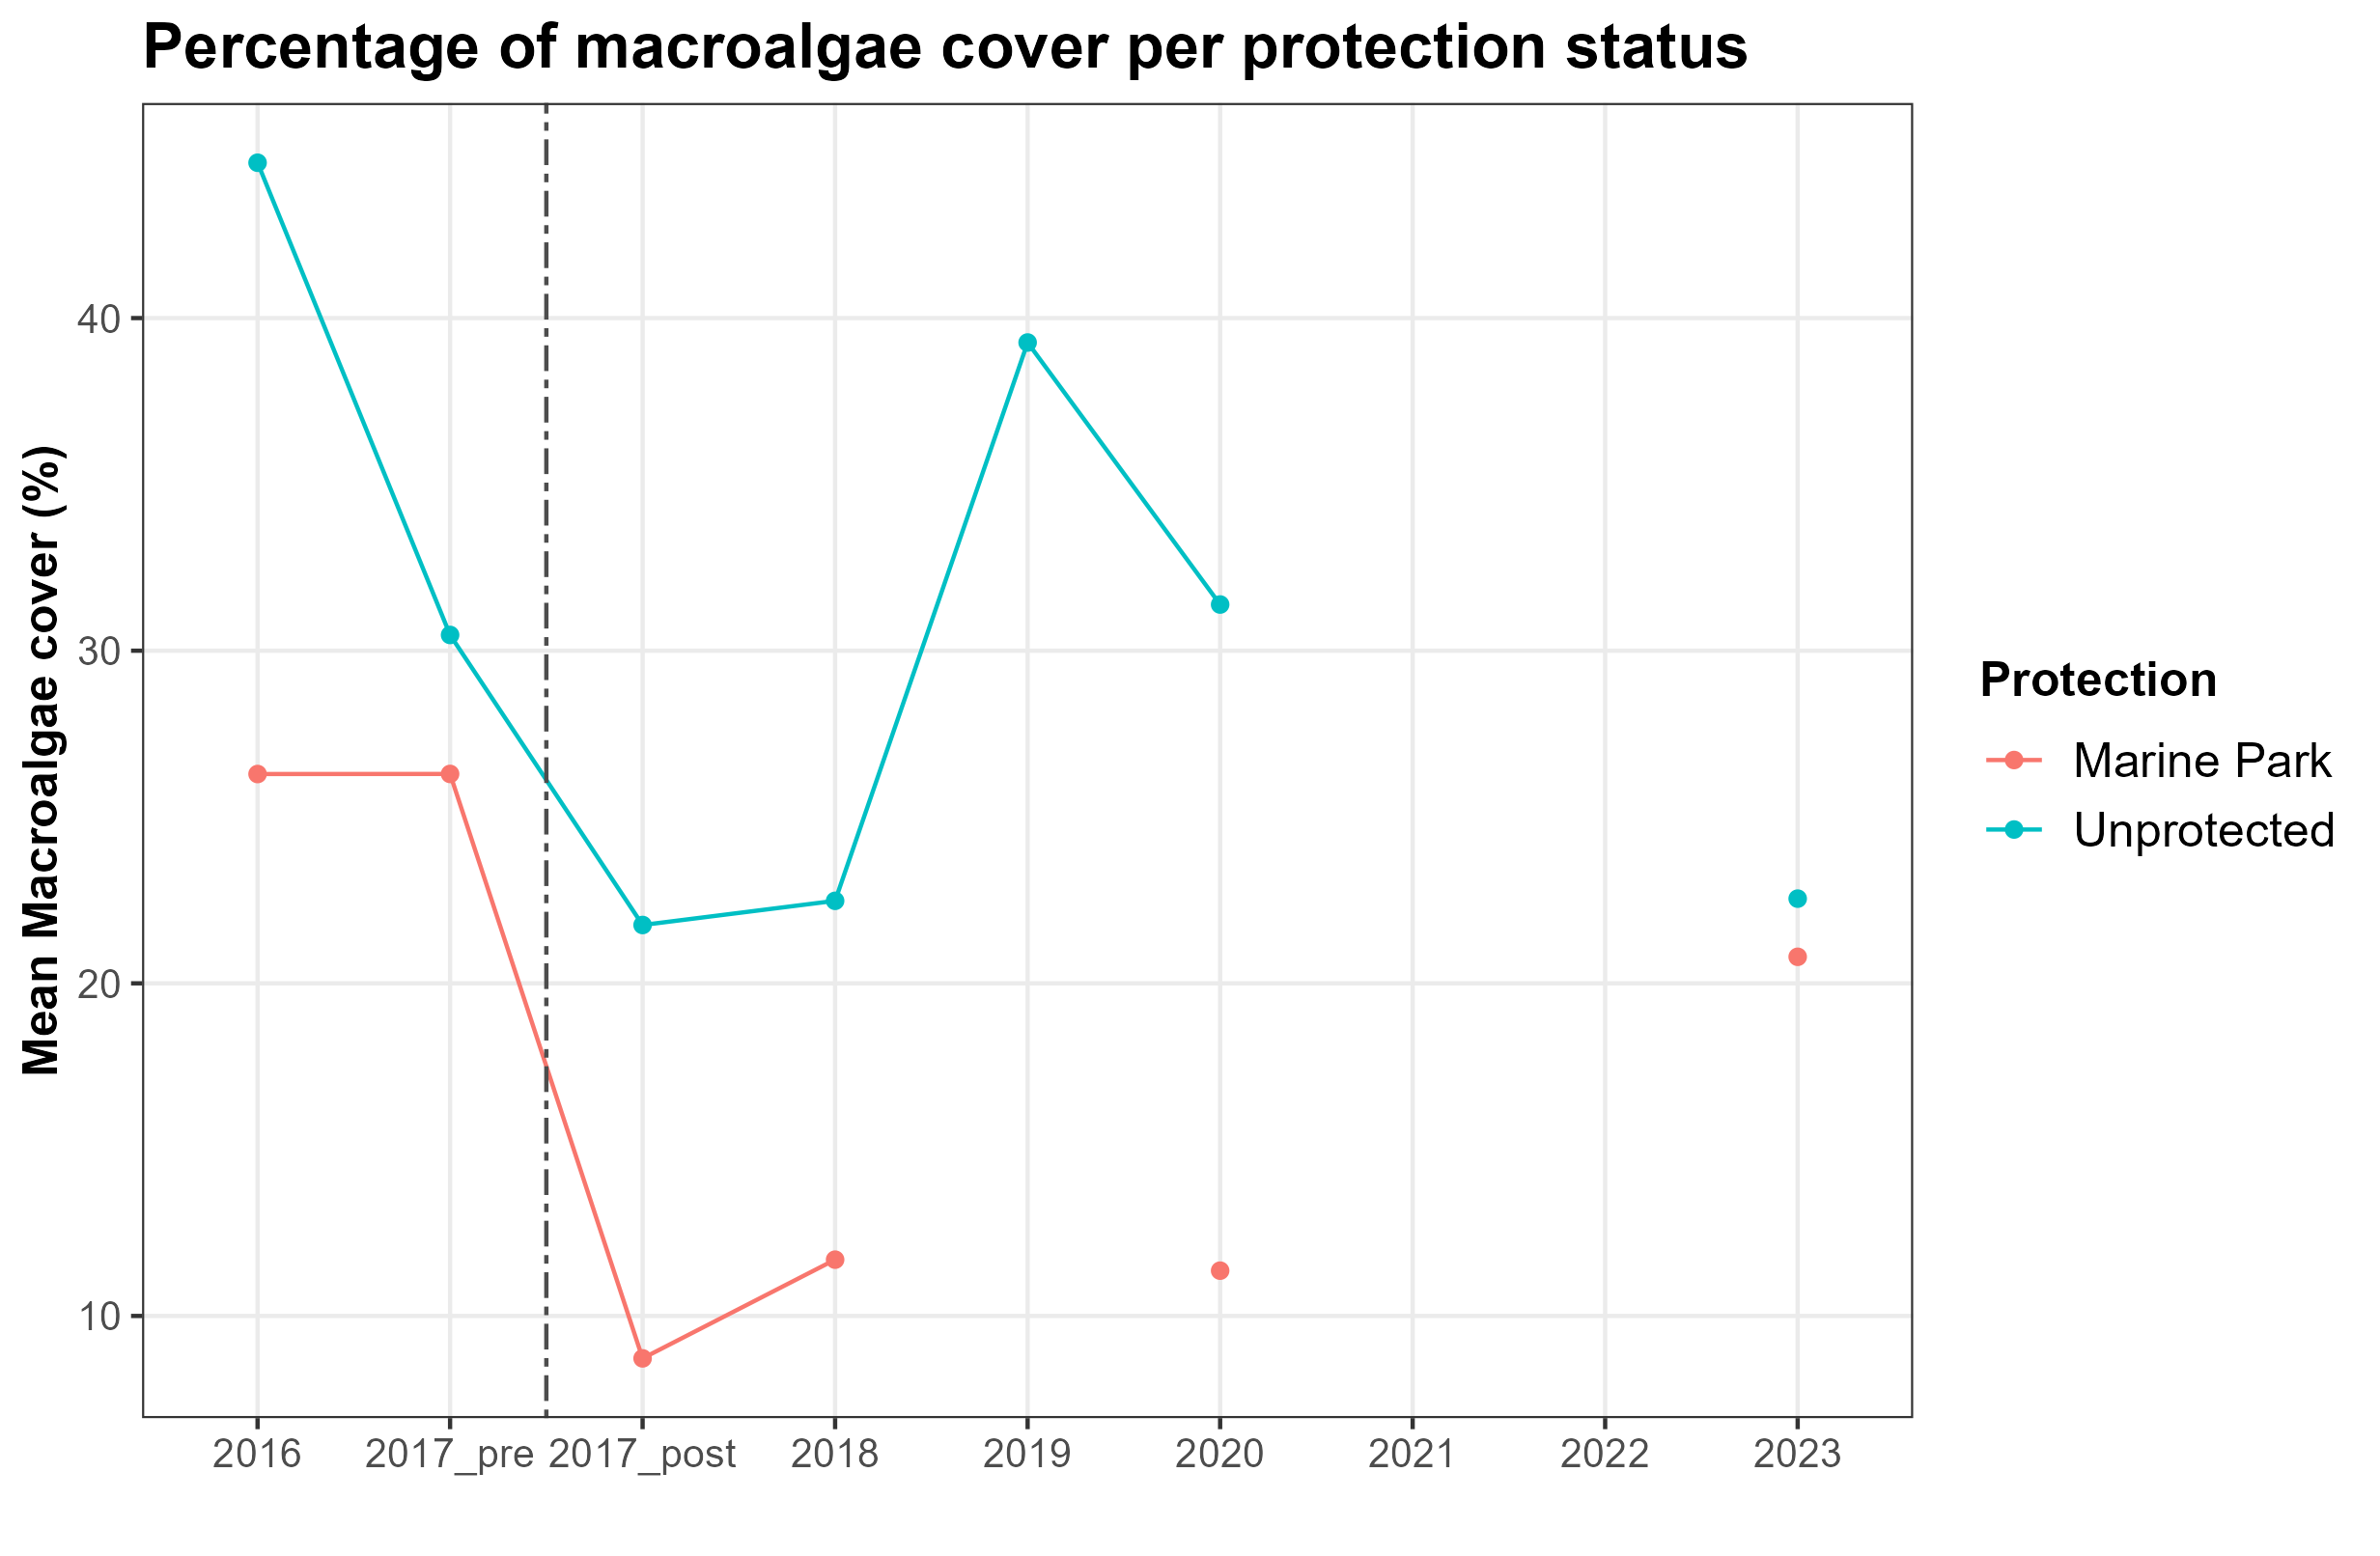 Percentage of macroalgae cover per protection status
Mean Macroalgae cover (%)
40
30
20
10
2016 2017_pre 2017_post 2018 2019 2020 2021 2022 2023
Protection
Marine Park
Unprotected